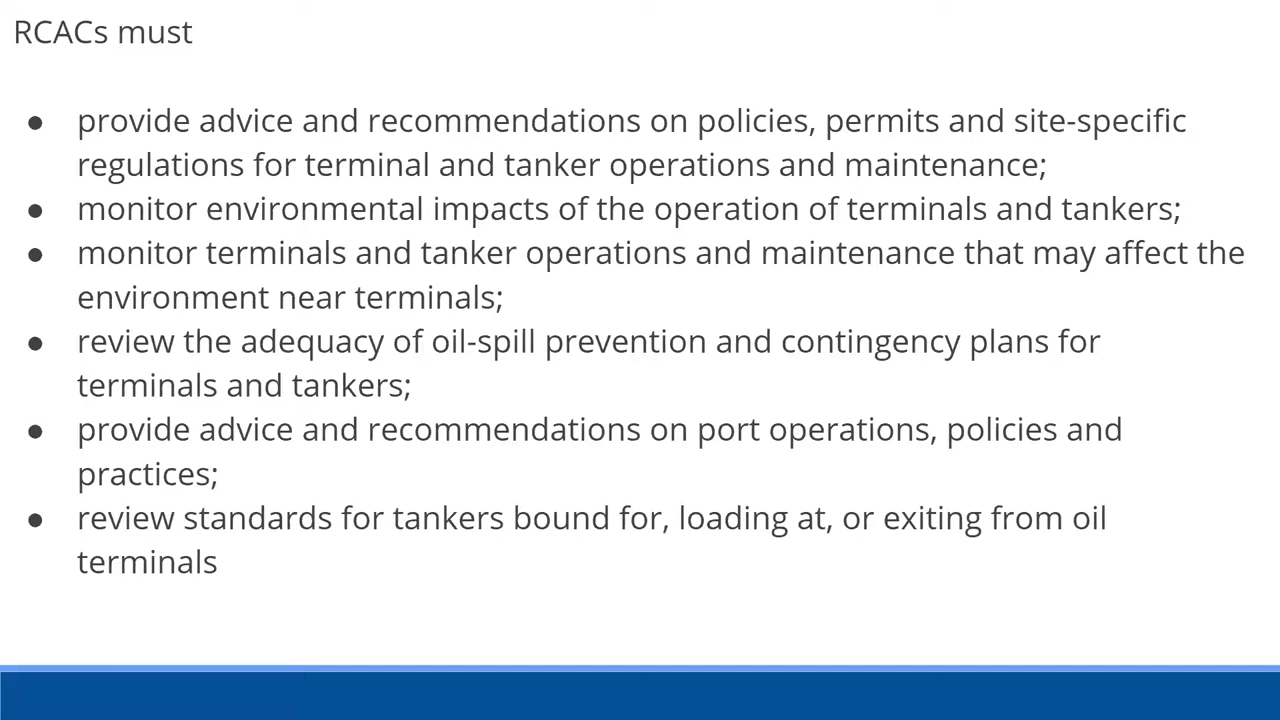 RCACs must
● provide advice and recommendations on policies, permits and site-specific
regulations for terminal and tanker operations and maintenance;
● monitor environmental impacts of the operation of terminals and tankers;
● monitor terminals and tanker operations and maintenance that may affect the
environment near terminals;
● review the adequacy of oil-spill prevention and contingency plans for
terminals and tankers;
● provide advice and recommendations on port operations, policies and
practices;
● review standards for tankers bound for, loading at, or exiting from oil
terminals